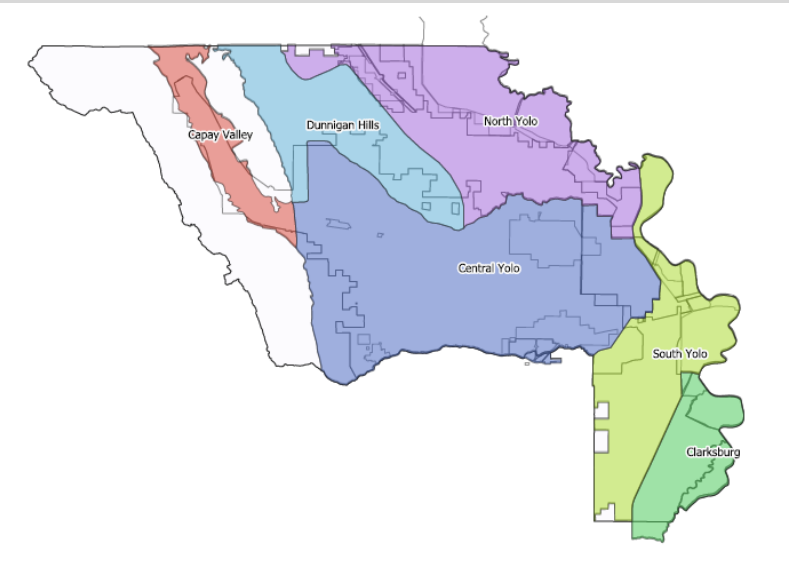 North Yolo
Dunnigan Hills
Capay Valley
Central Yolo
South Yolo
Clarksburg